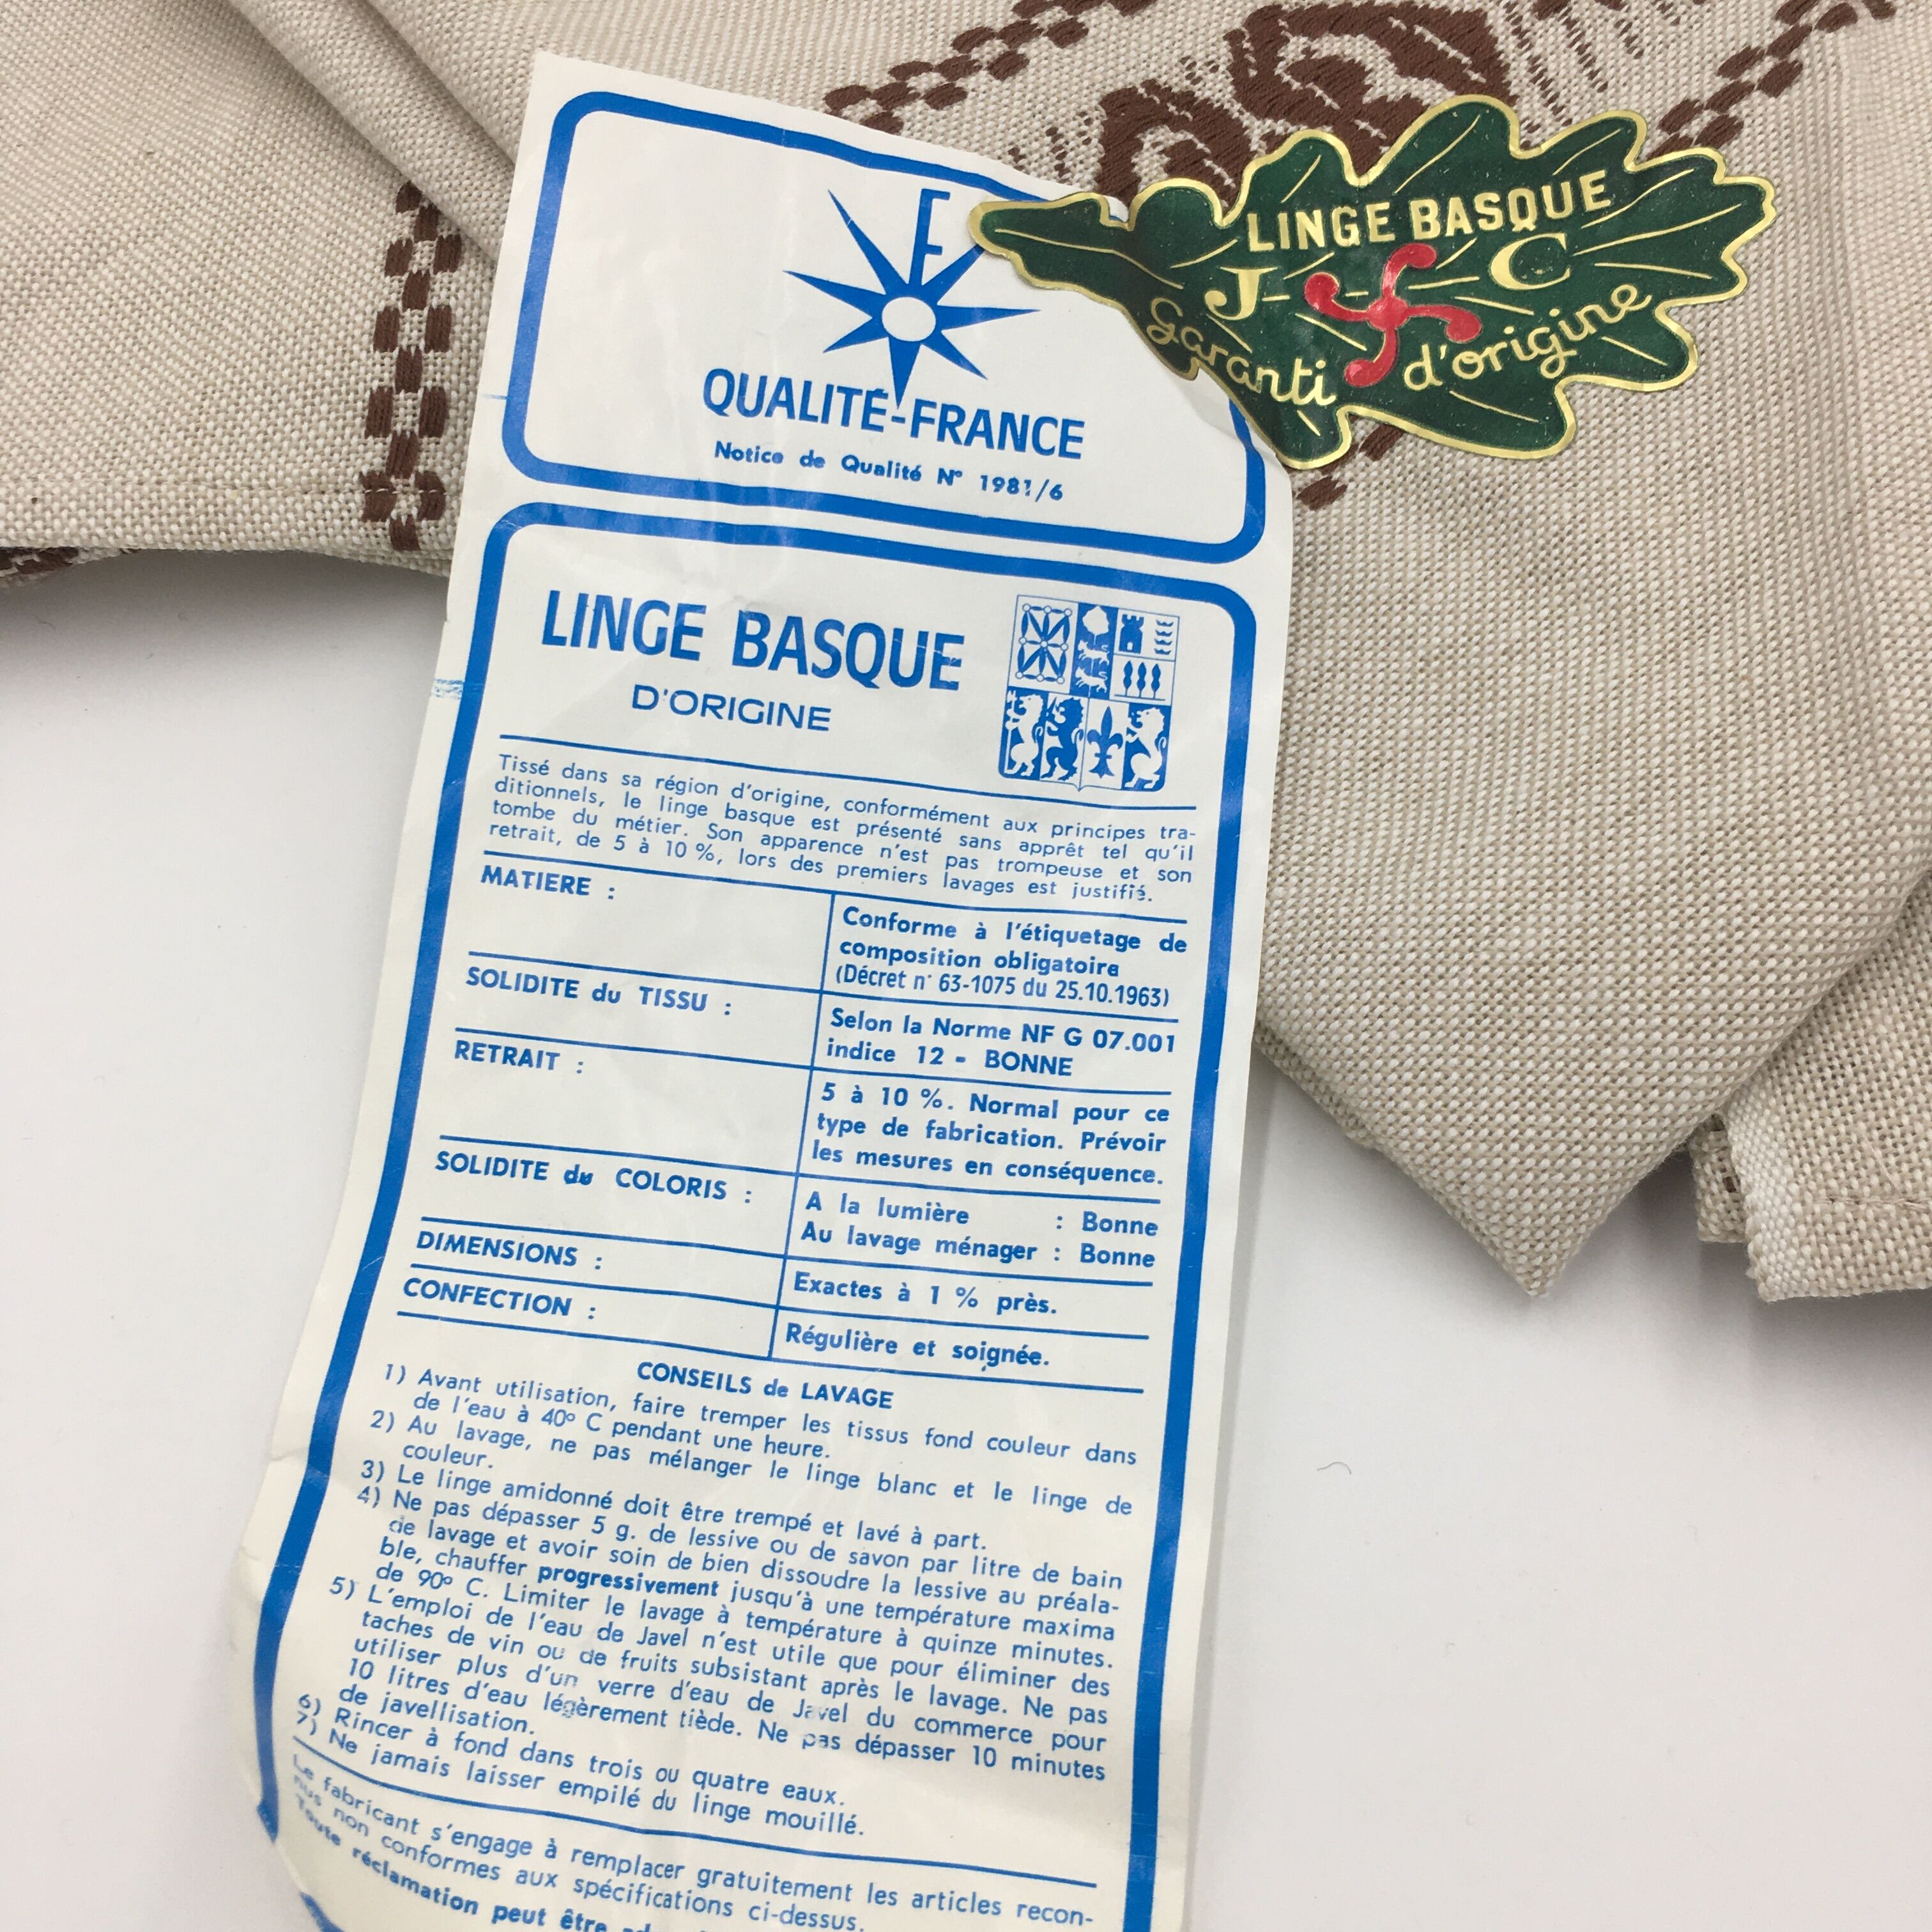 F
QUALITÉ-FRANCE
Notice de Qualité N° 1981/6
LINGE BASQUE
J C
Garanti d'origine
LINGE BASQUE
D'ORIGINE
Tissé dans sa région d'origine, conformément aux principes tra-
ditionnels, le linge basque est présenté sans apprêt tel qu'il
tombe du métier. Son apparence n'est pas trompeuse et son
retrait, de 5 à 10 %, lors des premiers lavages est justifié.
MATIERE :
Conforme à l'étiquetage de
composition obligatoire
(Décret n° 63-1075 du 25.10.1963)
SOLIDITE du TISSU :
Selon la Norme NF G 07.001
indice 12 - BONNE
RETRAIT :
5 à 10 %. Normal pour ce
type de fabrication. Prévoir
les mesures en conséquence.
SOLIDITE du COLORIS :
A la lumière : Bonne
Au lavage ménager : Bonne
DIMENSIONS :
Exactes à 1 % près.
CONFECTION :
Régulière et soignée.
CONSEILS de LAVAGE
1) Avant utilisation, faire tremper les tissus fond couleur dans
de l'eau à 40° C pendant une heure.
2) Au lavage, ne pas mélanger le linge blanc et le linge de
couleur.
3) Le linge amidonné doit être trempé et lavé à part.
4) Ne pas dépasser 5 g. de lessive ou de savon par litre de bain
de lavage et avoir soin de bien dissoudre la lessive au préala-
ble, chauffer progressivement jusqu'à une température maxima
de 90° C. Limiter le lavage à température à quinze minutes.
5) L'emploi de l'eau de Javel n'est utile que pour éliminer des
taches de vin ou de fruits subsistant après le lavage. Ne pas
utiliser plus d'un verre d'eau de Javel du commerce pour
10 litres d'eau légèrement tiède. Ne pas dépasser 10 minutes
de javellisation.
6) Rincer à fond dans trois ou quatre eaux.
7) Ne jamais laisser empilé du linge mouillé.
Le fabricant s'engage à remplacer gratuitement les articles recon-
nus non conformes aux spécifications ci-dessus.
Toute réclamation peut être